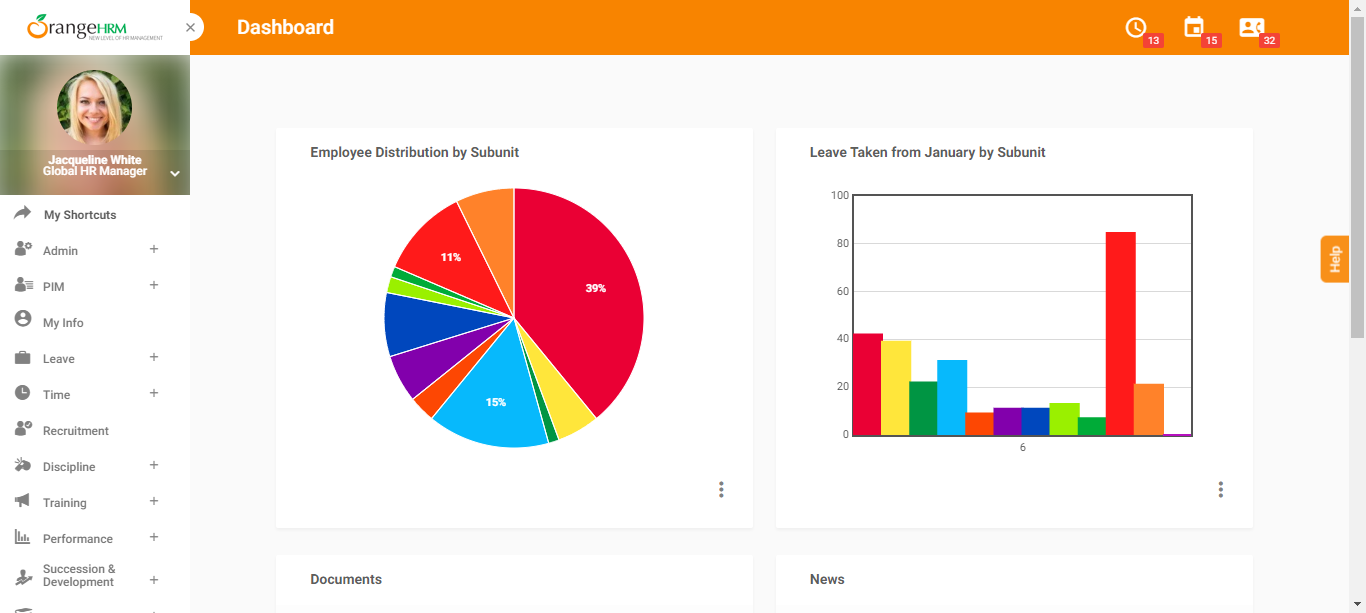 OrangeHRM
NEW LEVEL OF HR MANAGEMENT
Dashboard
13
15
32
Jacqueline White
Global HR Manager
My Shortcuts
Admin
PIM
My Info
Leave
Time
Recruitment
Discipline
Training
Performance
Succession &
Development
Employee Distribution by Subunit
39%
15%
11%
Leave Taken from January by Subunit
100
80
60
40
20
0
6
Help
Documents
News